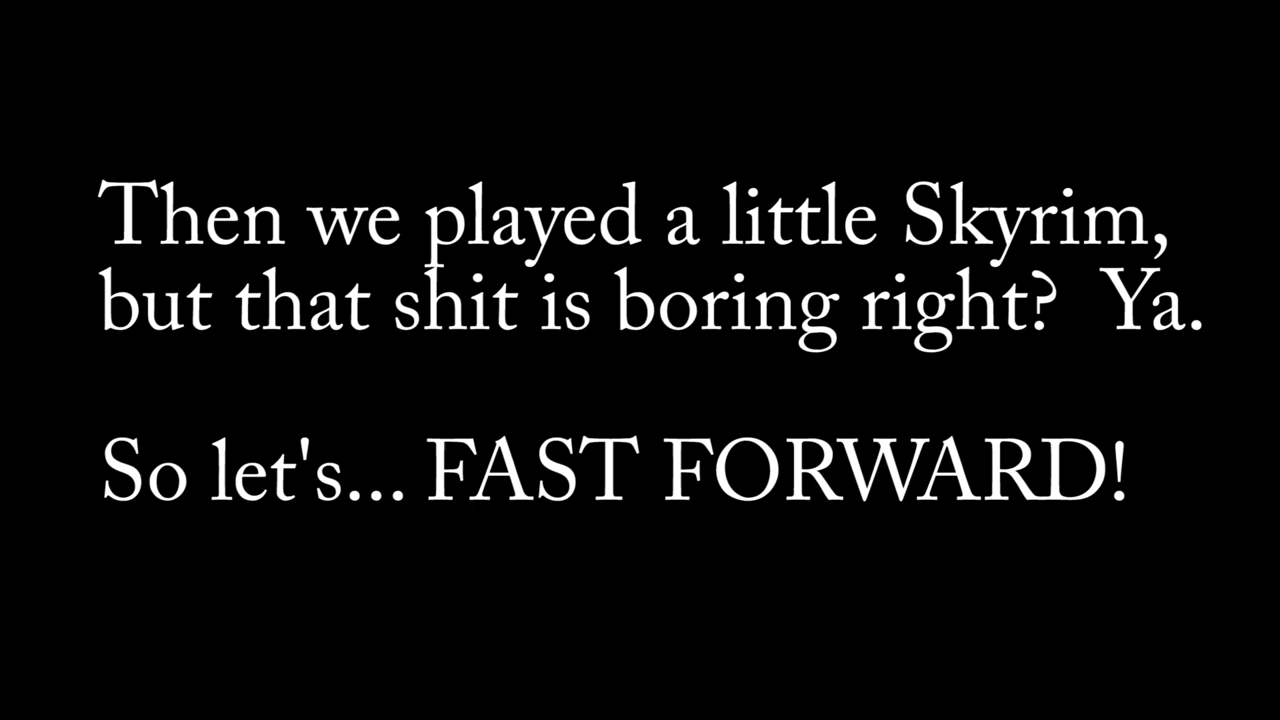 Then we played a little Skyrim,
but that shit is boring right?  Ya.
So let's... FAST FORWARD!